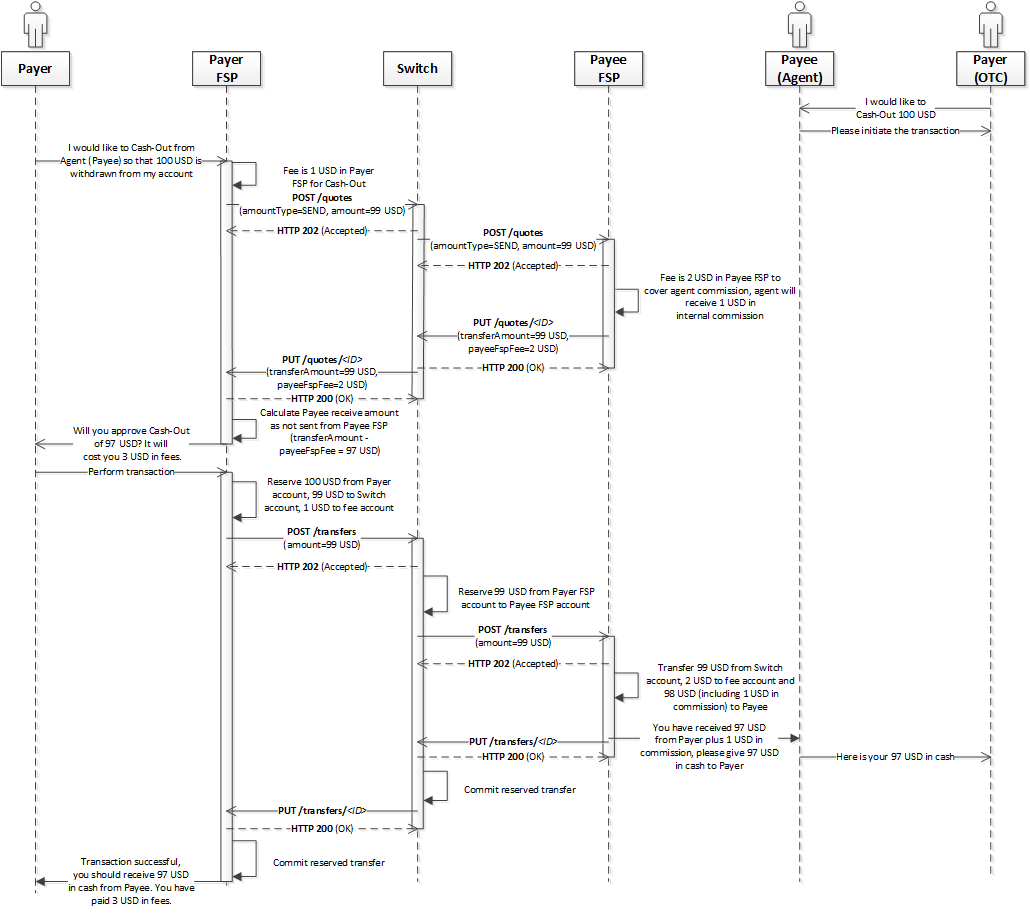 Payer
Payer
FSP
Switch
Payee
FSP
Payee
(Agent)
Payer
(OTC)
I would like to
Cash-Out 100 USD
Please initiate the transaction
I would like to Cash-Out from
Agent (Payee) so that 100 USD is
withdrawn from my account
Fee is 1 USD in Payer
FSP for Cash-Out
POST /quotes
(amountType=SEND, amount=99 USD)
HTTP 202 (Accepted)
POST /quotes
(amountType=SEND, amount=99 USD)
HTTP 202 (Accepted)
Fee is 2 USD in Payee FSP to
cover agent commission, agent will
receive 1 USD in
internal commission
PUT /quotes/<ID>
(transferAmount=99 USD,
payeeFspFee=2 USD)
HTTP 200 (OK)
PUT /quotes/<ID>
(transferAmount=99 USD,
payeeFspFee=2 USD)
HTTP 200 (OK)
Calculate Payee receive amount
as not sent from Payee FSP
(transferAmount -
payeeFspFee = 97 USD)
Will you approve Cash-Out
of 97 USD? It will
cost you 3 USD in fees.
Perform transaction
Reserve 100 USD from Payer
account, 99 USD to Switch
account, 1 USD to fee account
POST /transfers
(amount=99 USD)
HTTP 202 (Accepted)
Reserve 99 USD from Payer FSP
account to Payee FSP account
POST /transfers
(amount=99 USD)
HTTP 202 (Accepted)
Transfer 99 USD from Switch
account, 2 USD to fee account and
98 USD (including 1 USD in
commission) to Payee
You have received 97 USD
from Payer plus 1 USD in
commission, please give 97 USD
in cash to Payer
PUT /transfers/<ID>
HTTP 200 (OK)
Here is your 97 USD in cash
Commit reserved transfer
PUT /transfers/<ID>
HTTP 200 (OK)
Commit reserved transfer
Transaction successful,
you should receive 97 USD
in cash from Payee. You have
paid 3 USD in fees.